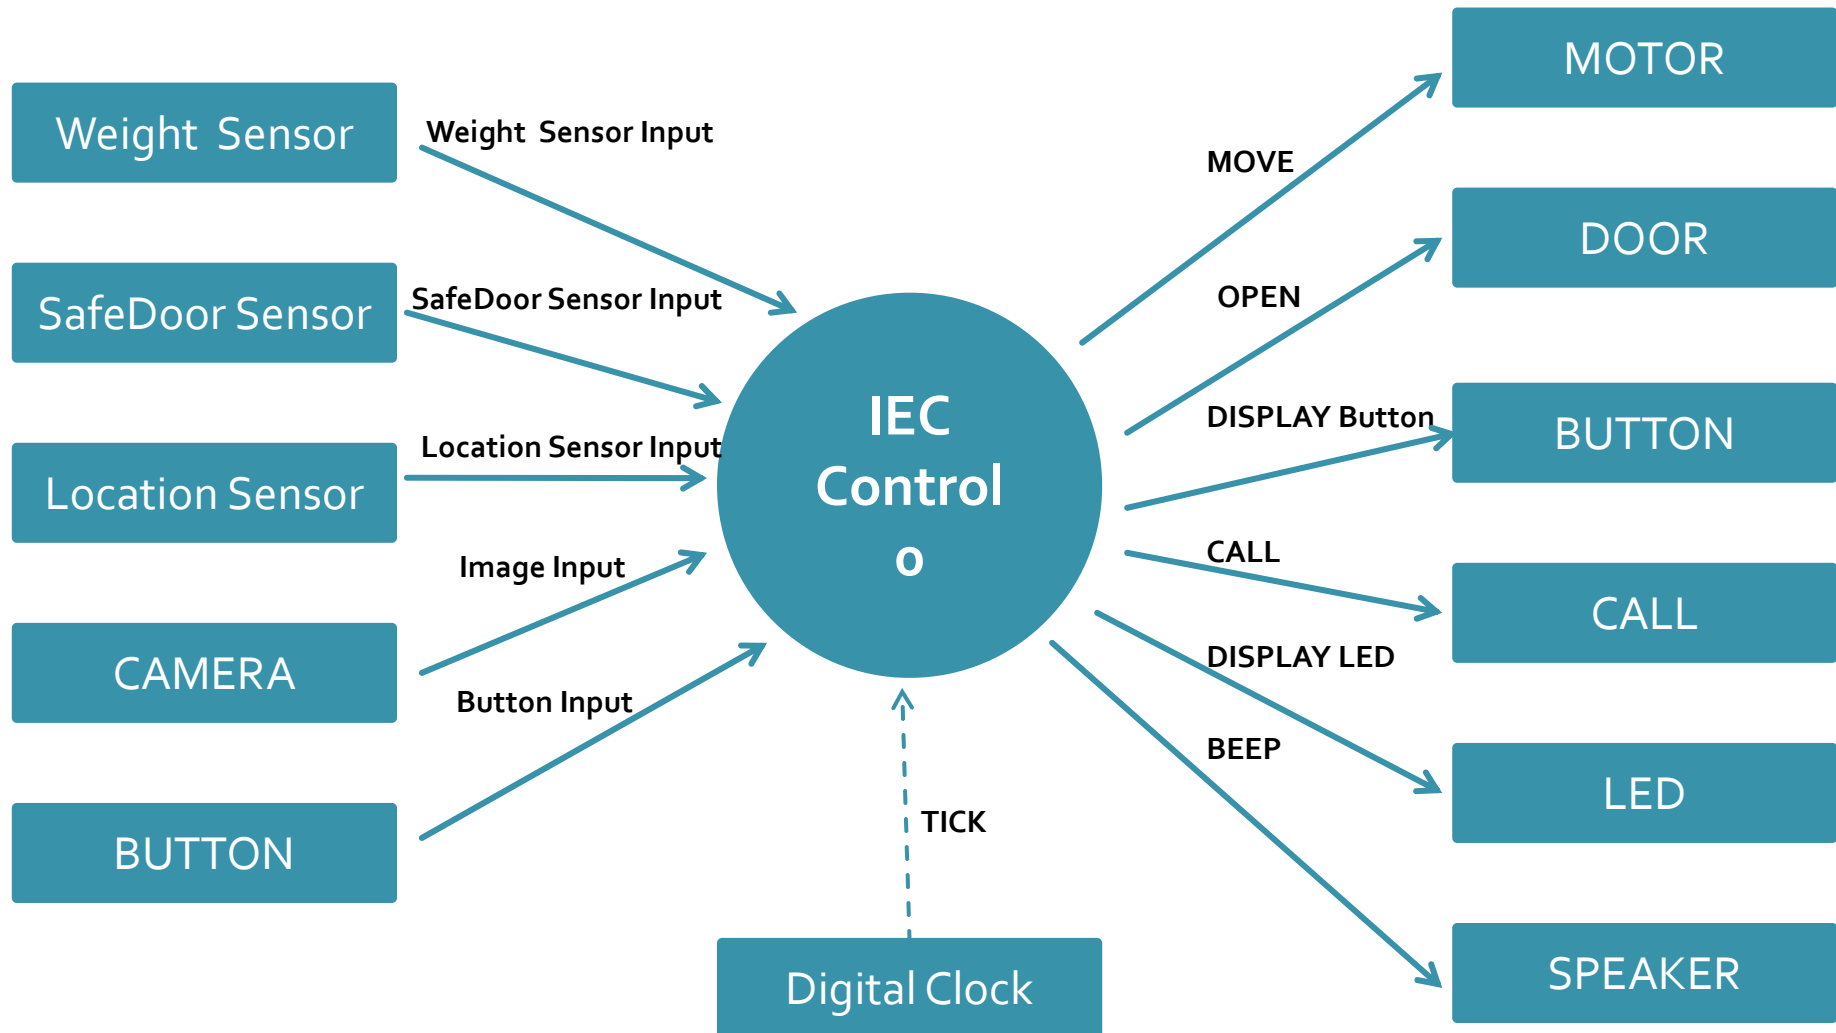 Weight  Sensor
SafeDoor Sensor
Location Sensor
CAMERA
BUTTON
Weight  Sensor Input
SafeDoor Sensor Input
Location Sensor Input
Image Input
Button Input
IEC
Control
0
TICK
Digital Clock
MOVE
OPEN
DISPLAY Button
CALL
DISPLAY LED
BEEP
MOTOR
DOOR
BUTTON
CALL
LED
SPEAKER